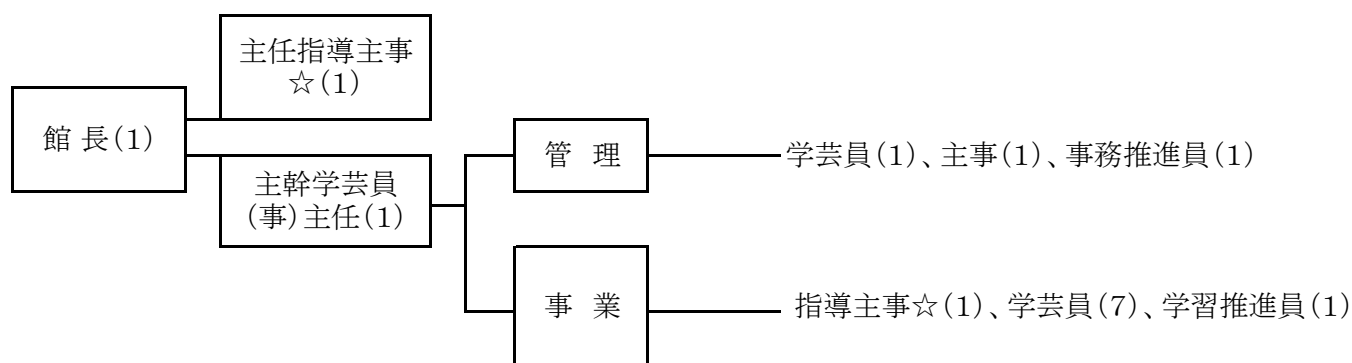 主任指導主事
☆(1)
館 長(1)
主幹学芸員
(事)主任(1)
管 理
学芸員(1)、主事(1)、事務推進員(1)
事 業
指導主事☆(1)、学芸員(7)、学習推進員(1)